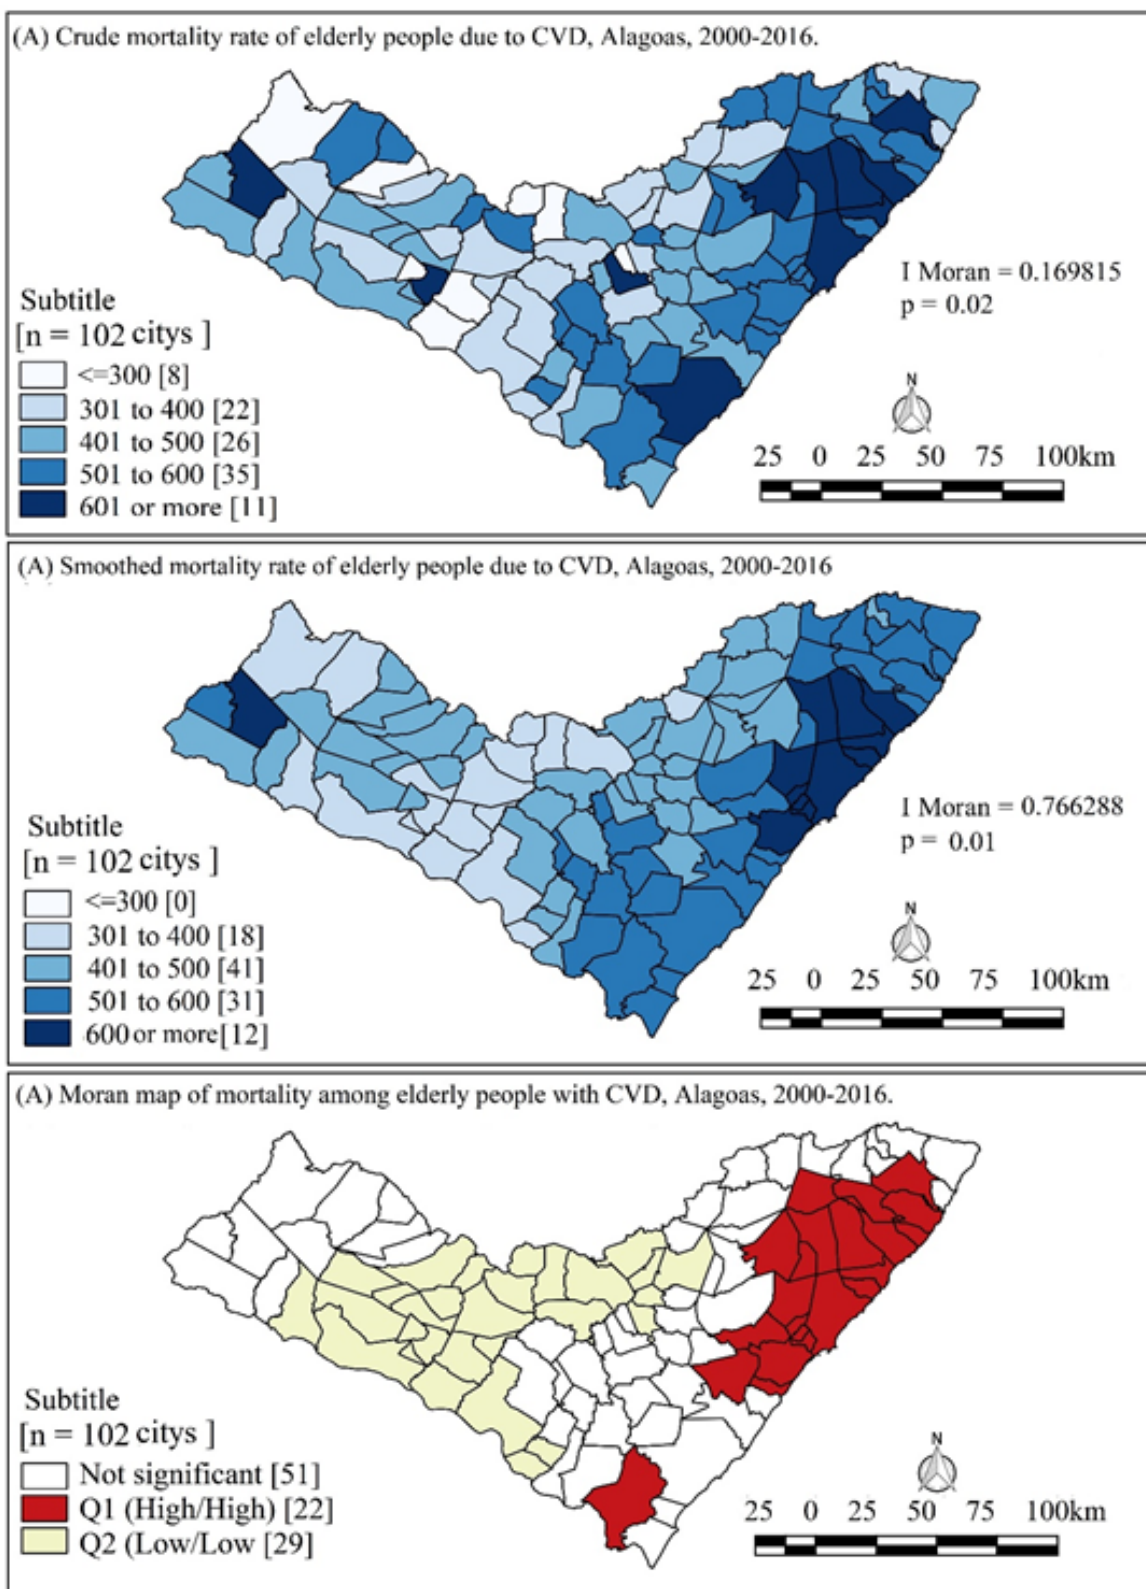 (A) Crude mortality rate of elderly people due to CVD, Alagoas, 2000-2016.
I Moran = 0.169815
p = 0.02
Subtitle
[n = 102 citys ]
<=300 [8]
301 to 400 [22]
401 to 500 [26]
501 to 600 [35]
601 or more [11]
N
25 0 25 50 75 100km
(A) Smoothed mortality rate of elderly people due to CVD, Alagoas, 2000-2016
I Moran = 0.766288
p = 0.01
Subtitle
[n = 102 citys ]
<=300 [0]
301 to 400 [18]
401 to 500 [41]
501 to 600 [31]
600 or more[12]
N
25 0 25 50 75 100km
(A) Moran map of mortality among elderly people with CVD, Alagoas, 2000-2016.
Subtitle
[n = 102 citys ]
Not significant [51]
Q1 (High/High) [22]
Q2 (Low/Low [29]
N
25 0 25 50 75 100km